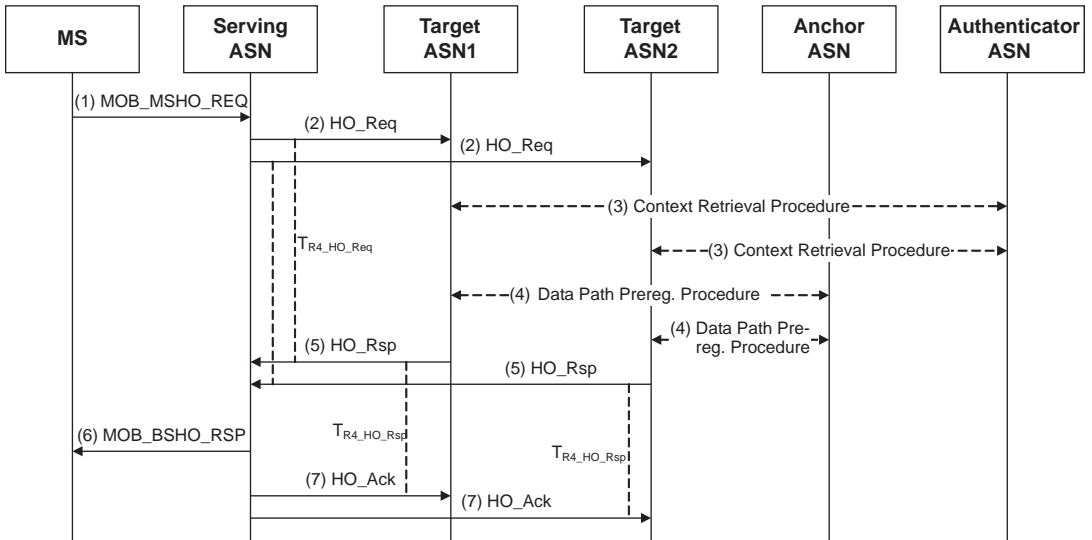 MS
Serving
ASN
Target
ASN1
Target
ASN2
Anchor
ASN
Authenticator
ASN
(1) MOB_MSHO_REQ
(2) HO_Req
(2) HO_Req
(3) Context Retrieval Procedure
TR4_HO_Req
(3) Context Retrieval Procedure
(4) Data Path Prereg. Procedure
(4) Data Path Pre-
reg. Procedure
(5) HO_Rsp
(5) HO_Rsp
(6) MOB_BSHO_RSP
TR4_HO_Rsp
TR4_HO_Rsp
(7) HO_Ack
(7) HO_Ack